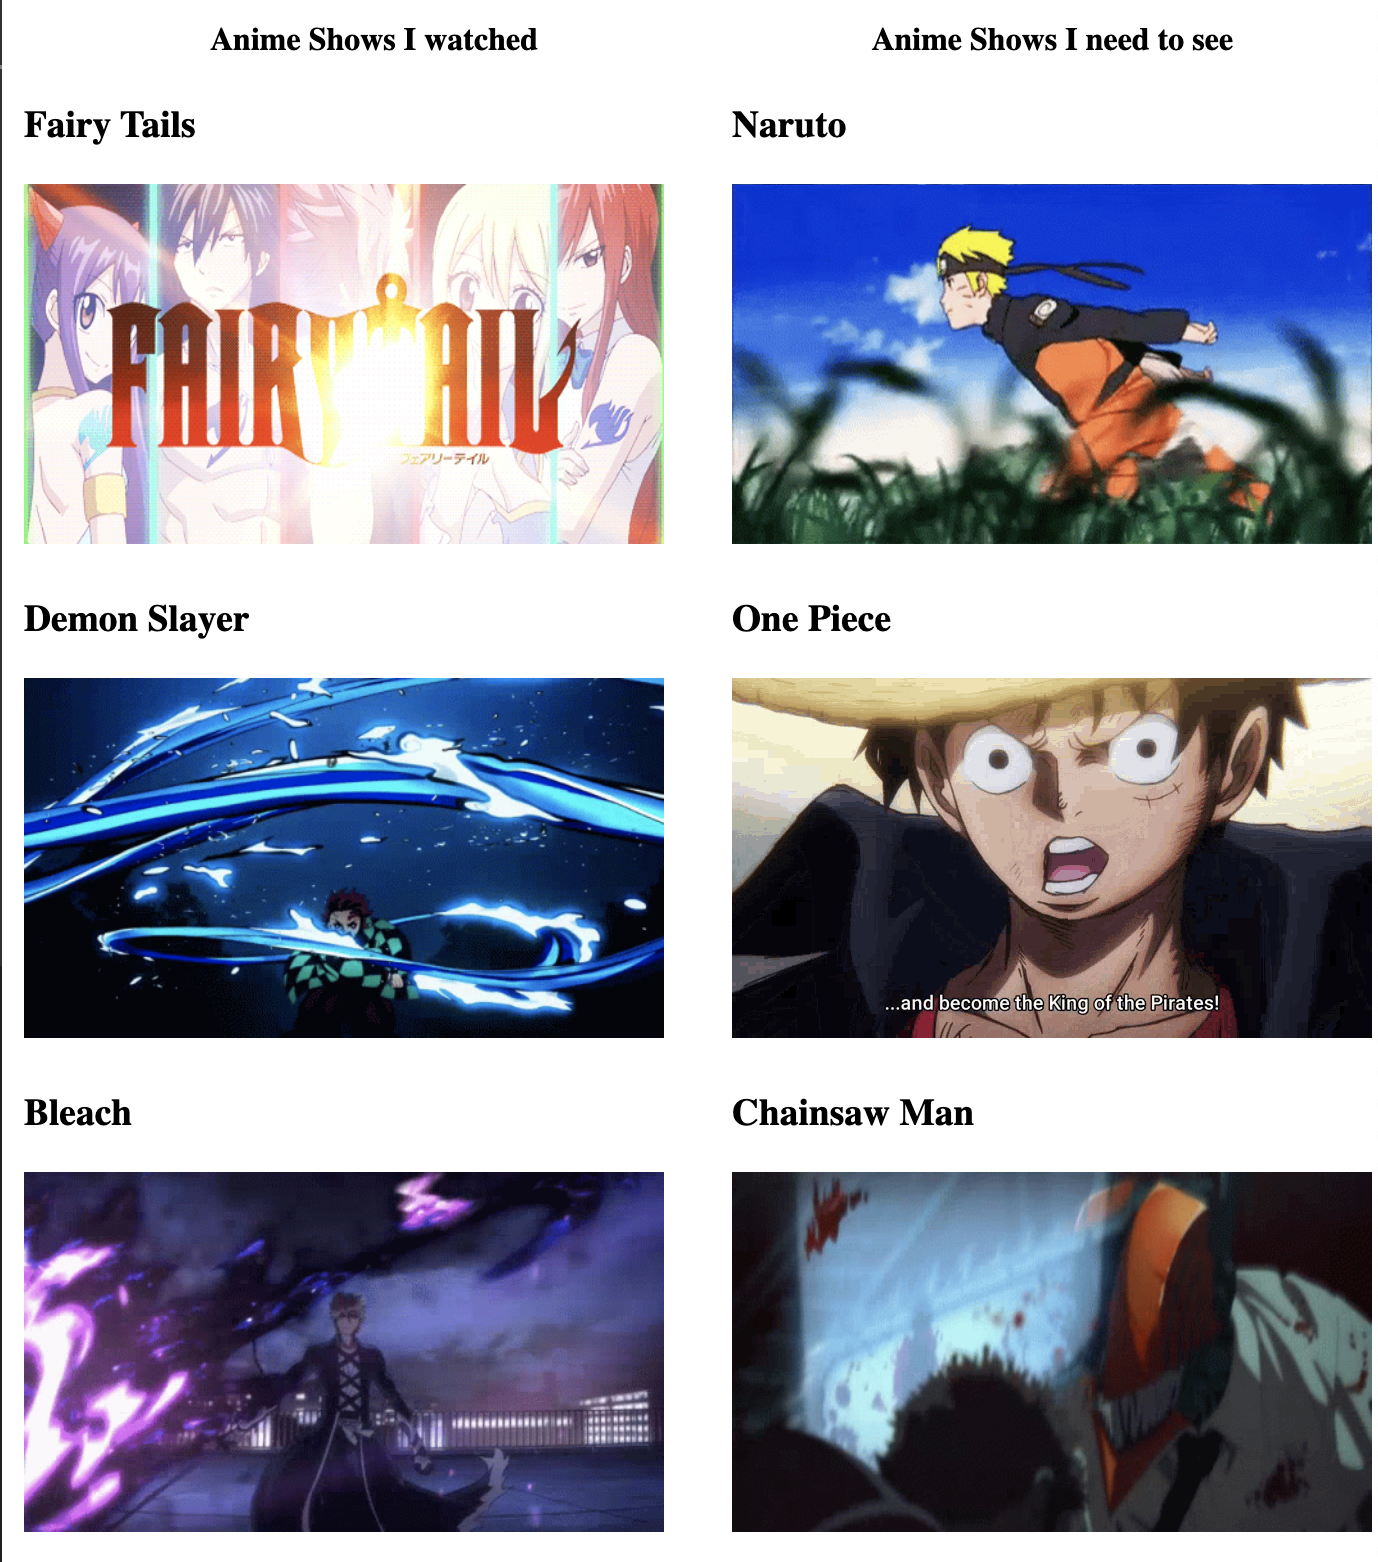 Anime Shows I watched
Anime Shows I need to see
Fairy Tails
Naruto
FAIRY TAIL
フェアリーテイル
Demon Slayer
One Piece
...and become the King of the Pirates!
Bleach
Chainsaw Man